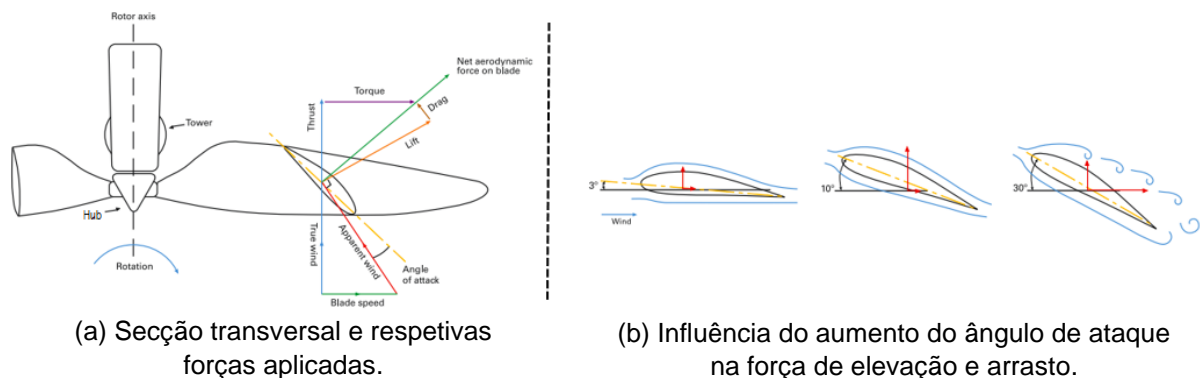 Rotor axis
Tower
Hub
Rotation
Net aerodynamic
force on blade
Torque
Thrust
Drag
Lift
True wind
Apparent wind
Angle
of attack
Blade speed
(a) Secção transversal e respetivas
forças aplicadas.
3°
Wind
10°
30°
(b) Influência do aumento do ângulo de ataque
na força de elevação e arrasto.